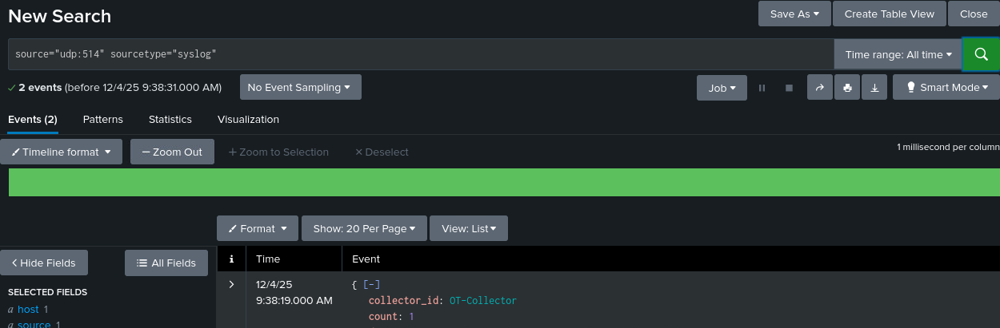 New Search
Save As
Create Table View
Close
source="udp:514" sourcetype="syslog"
Time range: All time
2 events (before 12/4/25 9:38:31.000 AM)
No Event Sampling
Job
Smart Mode
Events (2)
Patterns
Statistics
Visualization
Timeline format
— Zoom Out
+ Zoom to Selection
× Deselect
1 millisecond per column
Format
Show: 20 Per Page
View: List
< Hide Fields
All Fields
i
Time
Event
SELECTED FIELDS
a host 1
a source 1
>
12/4/25
9:38:19.000 AM
{ [-]
collector_id: OT-Collector
count: 1